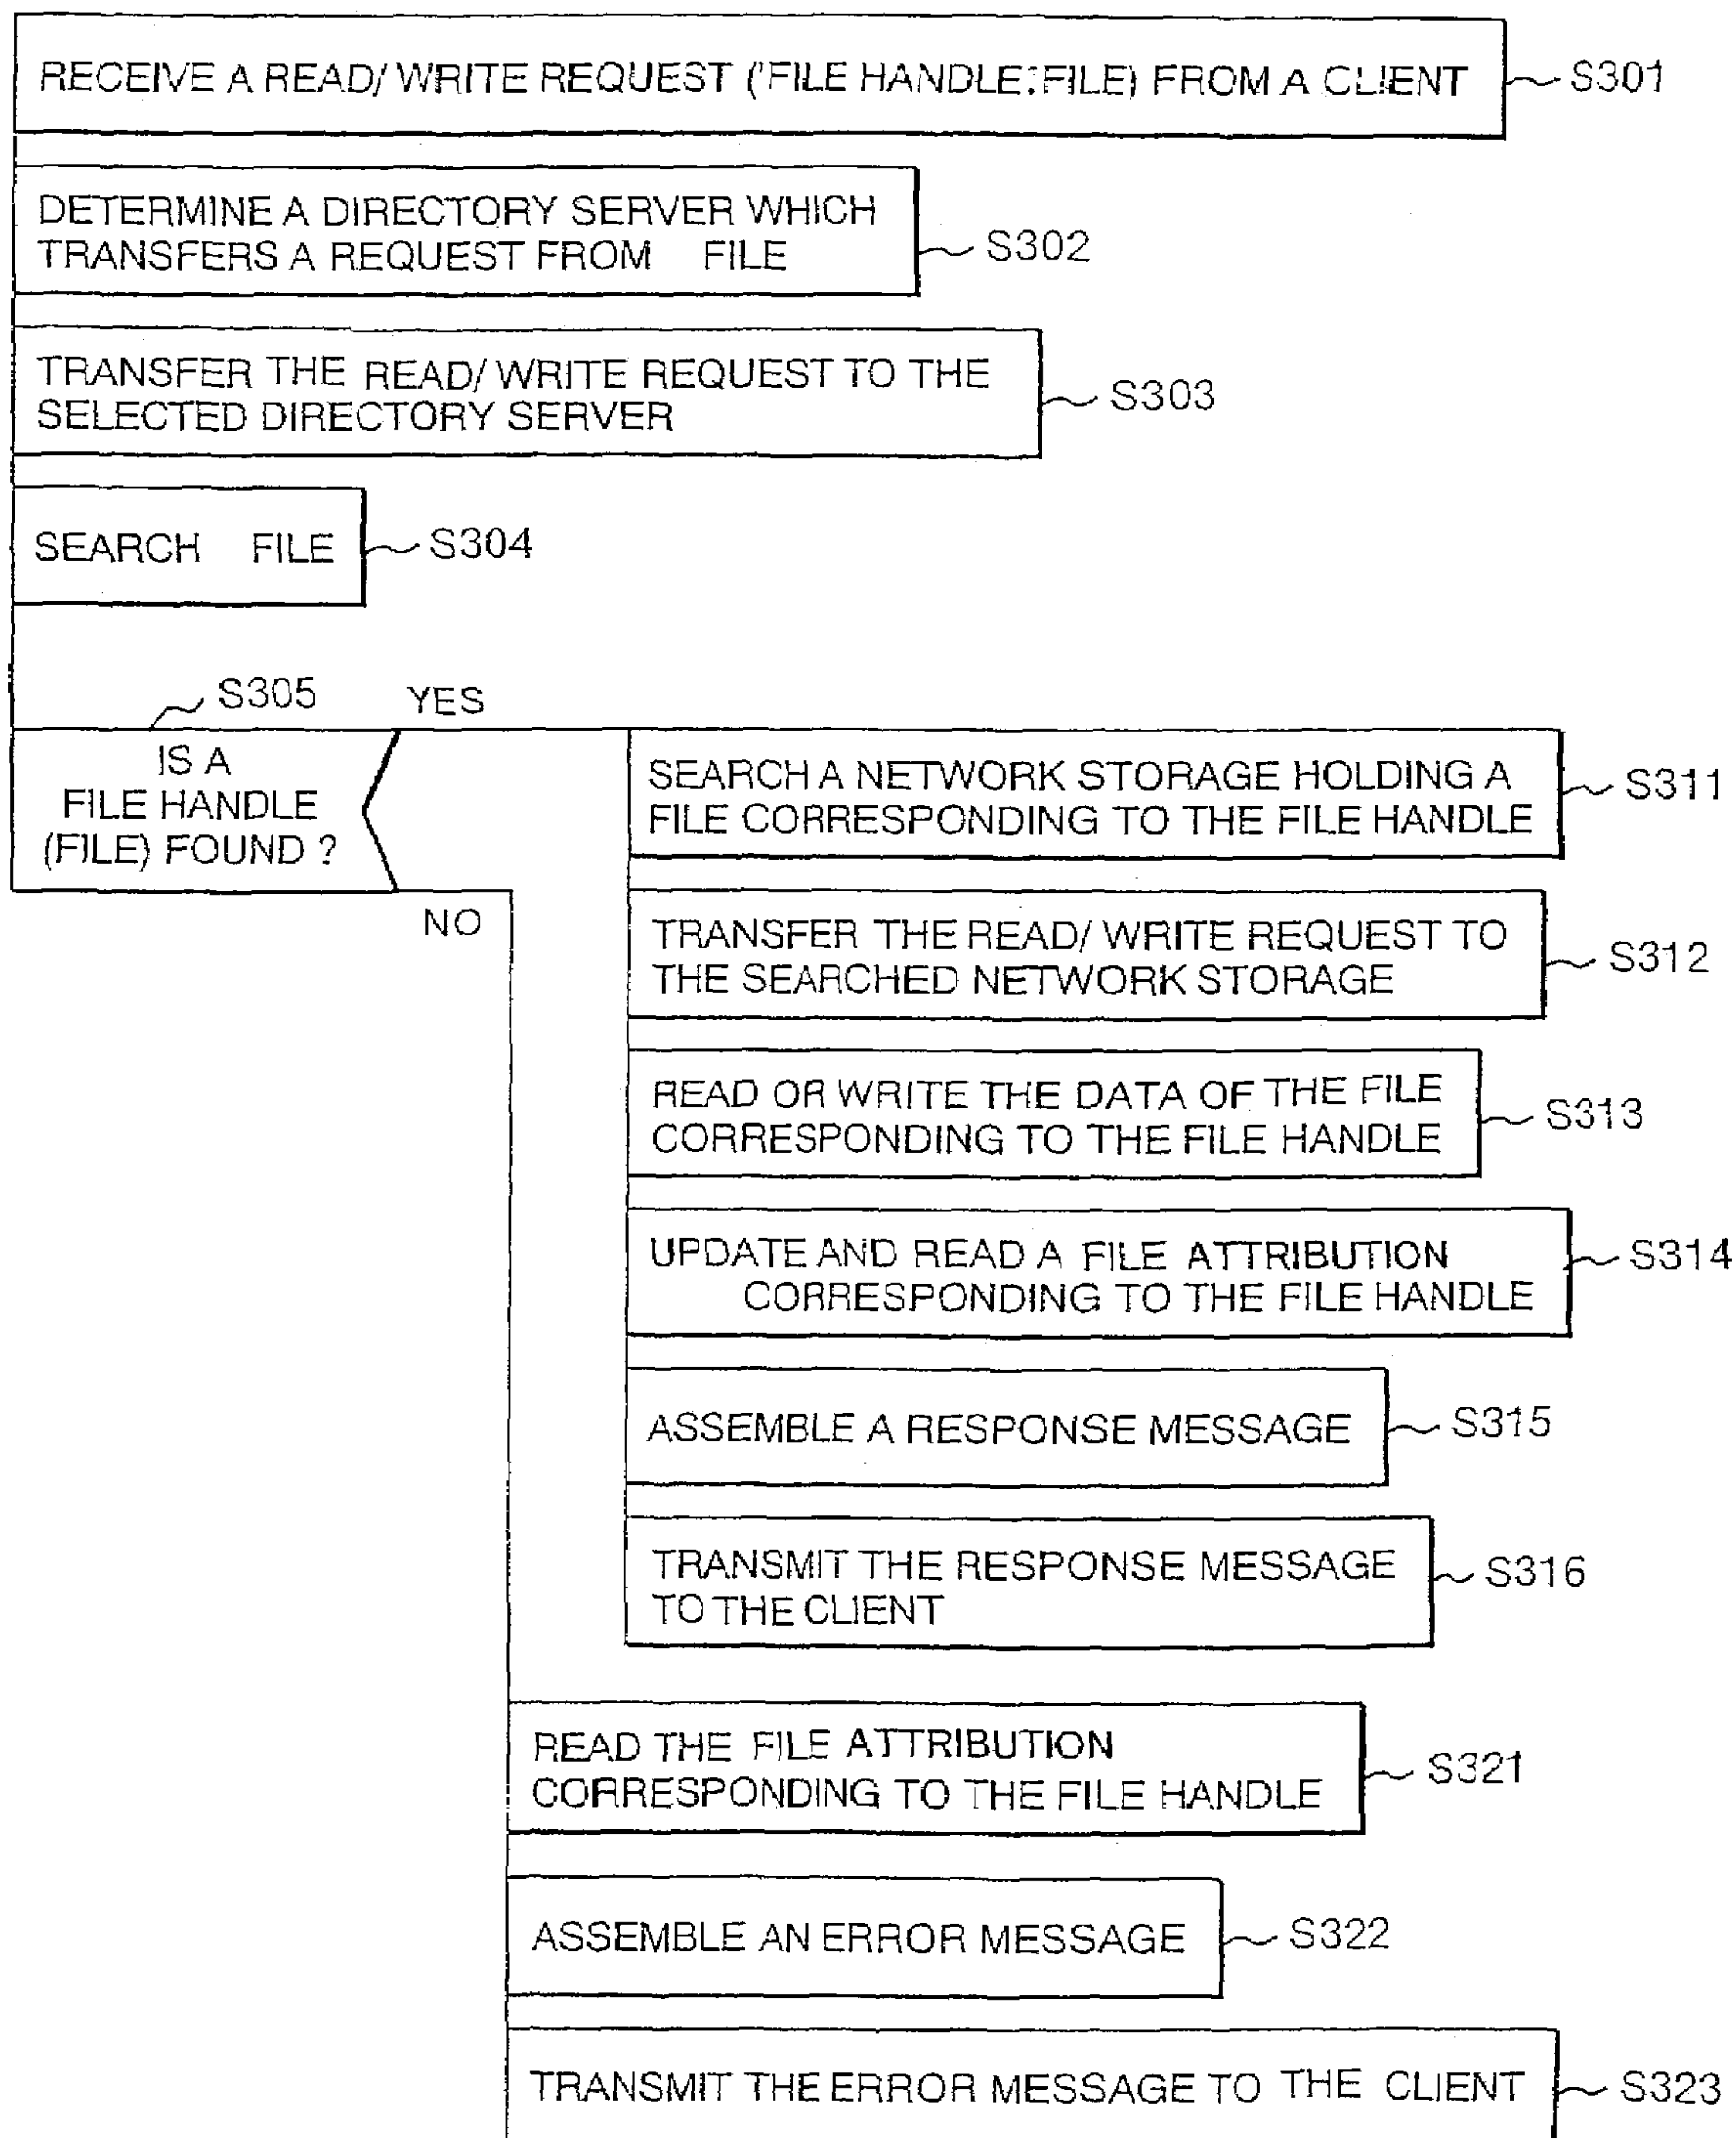 RECEIVE A READ/ WRITE REQUEST ('FILE HANDLE:FILE) FROM A CLIENT
S301
DETERMINE A DIRECTORY SERVER WHICH
TRANSFERS A REQUEST FROM FILE
S302
TRANSFER THE READ/ WRITE REQUEST TO THE
SELECTED DIRECTORY SERVER
S303
SEARCH FILE
S304
S305
YES
IS A
FILE HANDLE
(FILE) FOUND ?
NO
SEARCH A NETWORK STORAGE HOLDING A
FILE CORRESPONDING TO THE FILE HANDLE
S311
TRANSFER THE READ/ WRITE REQUEST TO
THE SEARCHED NETWORK STORAGE
S312
READ OR WRITE THE DATA OF THE FILE
CORRESPONDING TO THE FILE HANDLE
S313
UPDATE AND READ A FILE ATTRIBUTION
CORRESPONDING TO THE FILE HANDLE
S314
ASSEMBLE A RESPONSE MESSAGE
S315
TRANSMIT THE RESPONSE MESSAGE
TO THE CLIENT
S316
READ THE FILE ATTRIBUTION
CORRESPONDING TO THE FILE HANDLE
S321
ASSEMBLE AN ERROR MESSAGE
S322
TRANSMIT THE ERROR MESSAGE TO THE CLIENT
S323